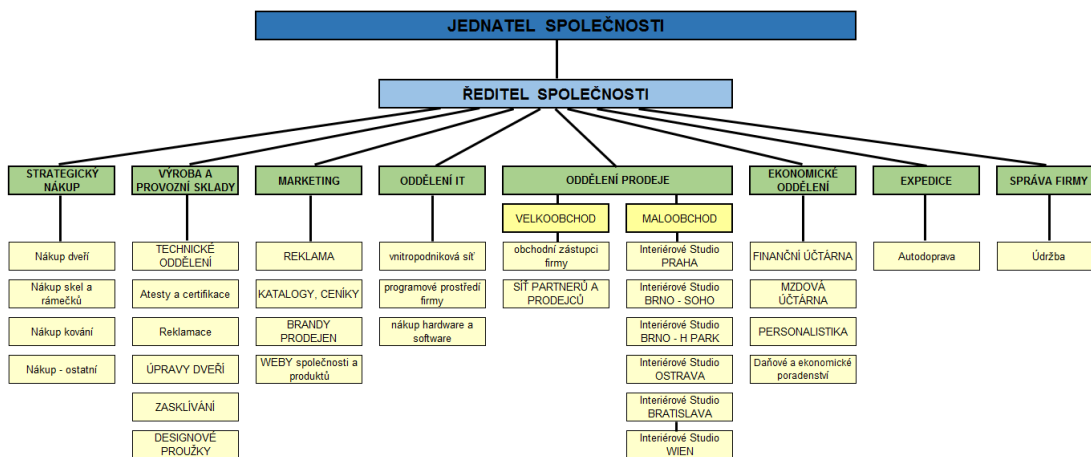 JEDNATEL SPOLEČNOSTI
ŘEDITEL SPOLEČNOSTI
STRATEGICKÝ
NÁKUP
Nákup dveří
Nákup skel a
rámečků
Nákup kování
Nákup - ostatní
VÝROBA A
PROVOZNÍ SKLADY
TECHNICKÉ
ODDĚLENÍ
Atesty a certifikace
Reklamace
ÚPRAVY DVEŘÍ
ZASKLÍVÁNÍ
DESIGNOVÉ
PROUŽKY
MARKETING
REKLAMA
KATALOGY, CENÍKY
BRANDY
PRODEJEN
WEBY společnosti a
produktů
ODDĚLENÍ IT
vnitropodniková síť
programové prostředí
firmy
nákup hardware a
software
ODDĚLENÍ PRODEJE
VELKOOBCHOD
obchodní zástupci
firmy
SÍŤ PARTNERŮ A
PRODEJCŮ
MALOOBCHOD
Interiérové Studio
PRAHA
Interiérové Studio
BRNO - SOHO
Interiérové Studio
BRNO - H PARK
Interiérové Studio
OSTRAVA
Interiérové Studio
BRATISLAVA
Interiérové Studio
WIEN
EKONOMICKÉ
ODDĚLENÍ
FINANČNÍ ÚČTÁRNA
MZDOVÁ
ÚČTÁRNA
PERSONALISTIKA
Daňové a ekonomické
poradenství
EXPEDICE
Autodoprava
SPRÁVA FIRMY
Údržba